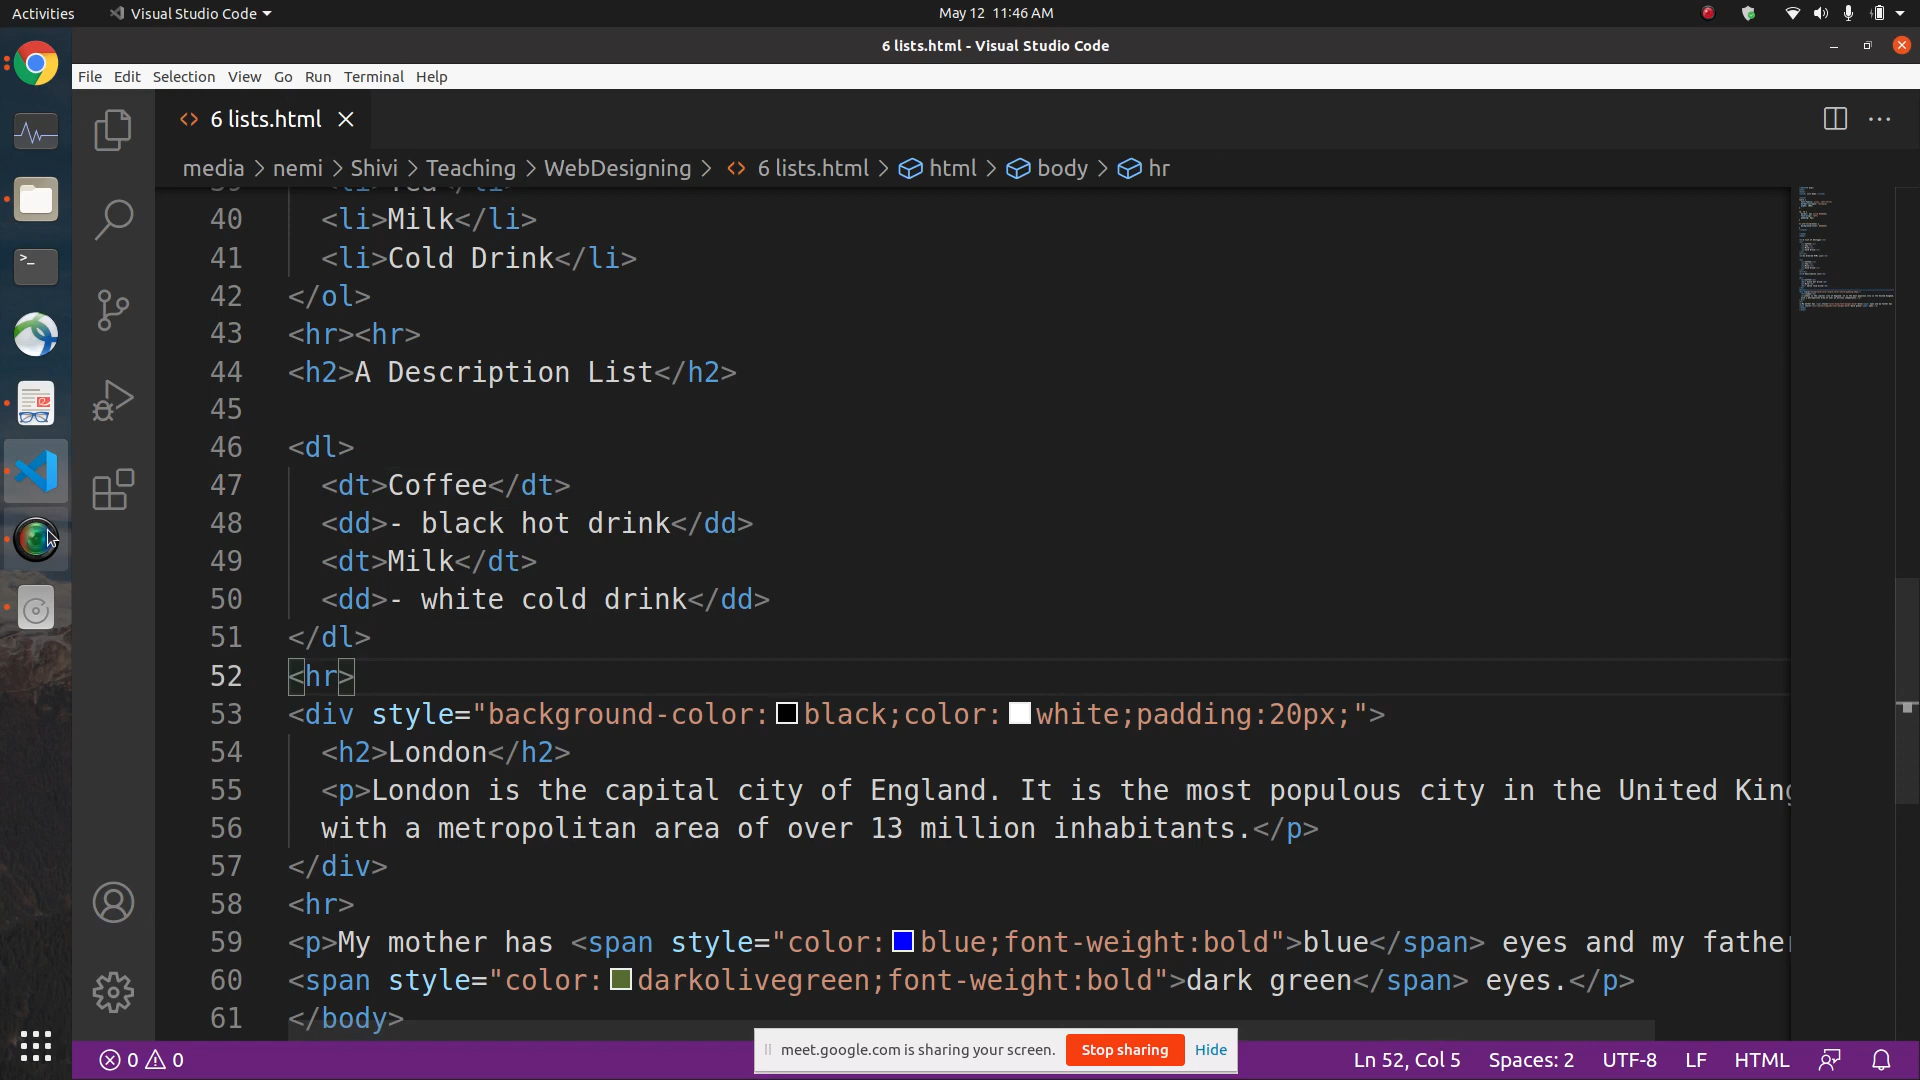 Activities Visual Studio Code May 12 11:46 AM
6 lists.html - Visual Studio Code
File Edit Selection View Go Run Terminal Help
<> 6 lists.html
media > nemi > Shivi > Teaching > WebDesigning > <> 6 lists.html > html > body > hr
40 <li>Milk</li>
41 <li>Cold Drink</li>
42 </ol>
43 <hr><hr>
44 <h2>A Description List</h2>
45
46 <dl>
47 <dt>Coffee</dt>
48 <dd>- black hot drink</dd>
49 <dt>Milk</dt>
50 <dd>- white cold drink</dd>
51 </dl>
52 <hr>
53 <div style="background-color:black;color:white;padding:20px;">
54 <h2>London</h2>
55 <p>London is the capital city of England. It is the most populous city in the United King
56 with a metropolitan area of over 13 million inhabitants.</p>
57 </div>
58 <hr>
59 <p>My mother has <span style="color:blue;font-weight:bold">blue</span> eyes and my father
60 <span style="color:darkolivegreen;font-weight:bold">dark green</span> eyes.</p>
61 </body>
meet.google.com is sharing your screen. Stop sharing Hide
0 0 Ln 52, Col 5 Spaces: 2 UTF-8 LF HTML